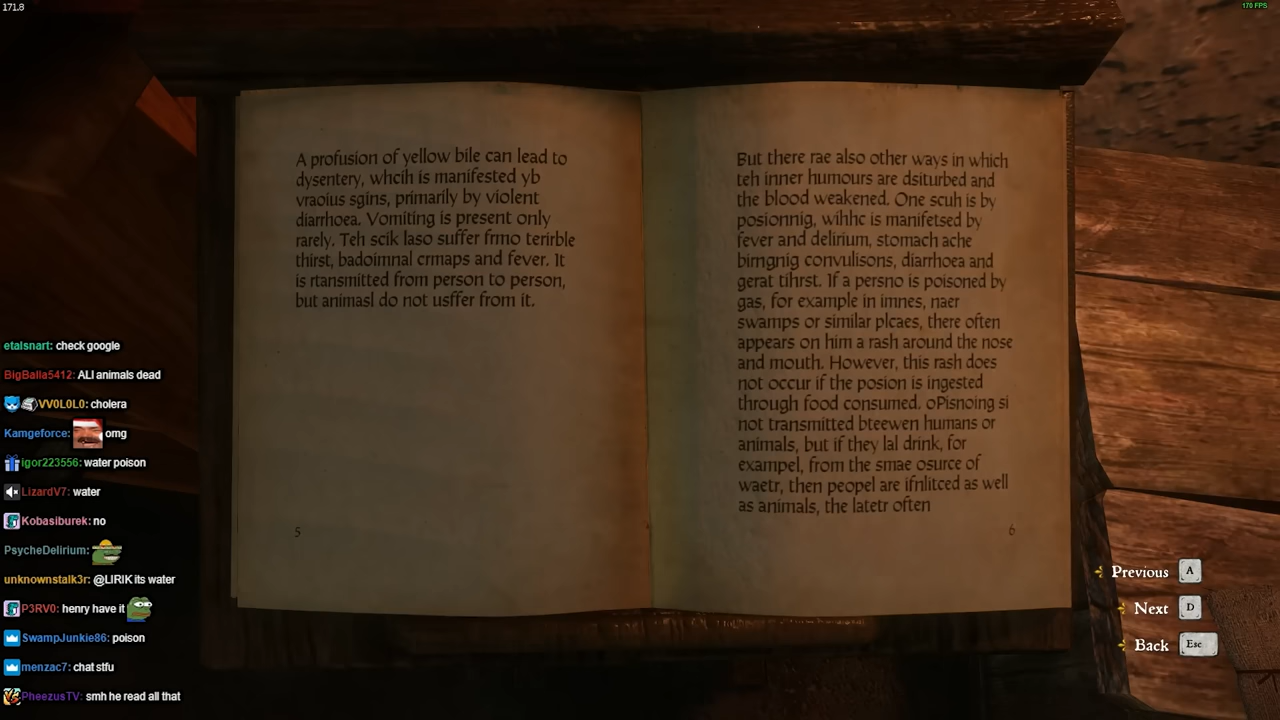 171.8
170 FPS
A profusion of yellow bile can lead to
dysentery, whcih is manifested yb
vraoius sgins, primarily by violent
diarrhoea. Vomiting is present only
rarely. Teh scik laso suffer frmo terirble
thirst, badoimnal crmaps and fever. It
is rtansmitted from person to person,
but animasl do not usffer from it.
5
But there rae also other ways in which
teh inner humours are dsiturbed and
the blood weakened. One scuh is by
posionnig, wihhc is manifetsed by
fever and delirium, stomach ache
birngnig convulisons, diarrhoea and
gerat tihrst. If a persno is poisoned by
gas, for example in imnes, naer
swamps or similar plcaes, there often
appears on him a rash around the nose
and mouth. However, this rash does
not occur if the posion is ingested
through food consumed. oPisnoing si
not transmitted bteewen humans or
animals, but if they lal drink, for
exampel, from the smae osurce of
waetr, then peopel are ifnlitced as well
as animals, the latetr often
6
etalsnart: check google
BigBalla5412: ALI animals dead
VV0L0L0: cholera
Kamgeforce: omg
igor223556: water poison
LizardV7: water
Kobasiburek: no
PsycheDelirium:
unknownstalk3r: @LIRIK its water
P3RV0: henry have it
SwampJunkie86: poison
menzac7: chat stfu
PheezusTV: smh he read all that
Previous A
Next D
Back Esc